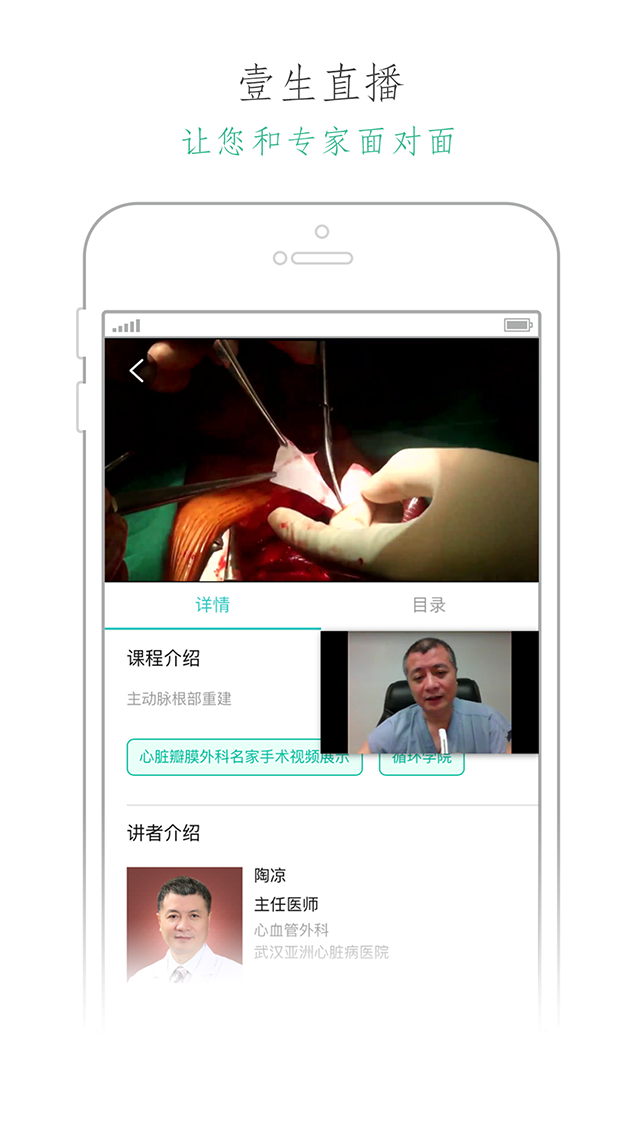 壹生直播
让您和专家面对面
详情
目录
课程介绍
主动脉根部重建
心脏瓣膜外科名家手术视频展示
循环学院
讲者介绍
陶凉
主任医师
心血管外科
武汉亚洲心脏病医院